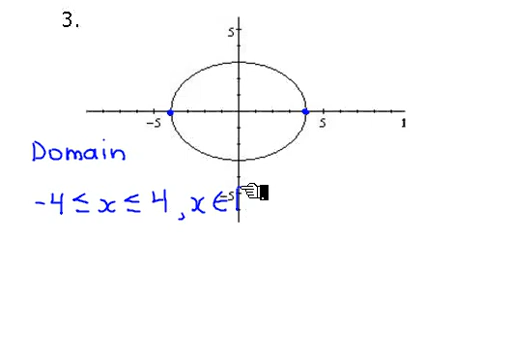 3.
5
-5 5 1
Domain
-4 ≤ x ≤ 4, x ∈
-5